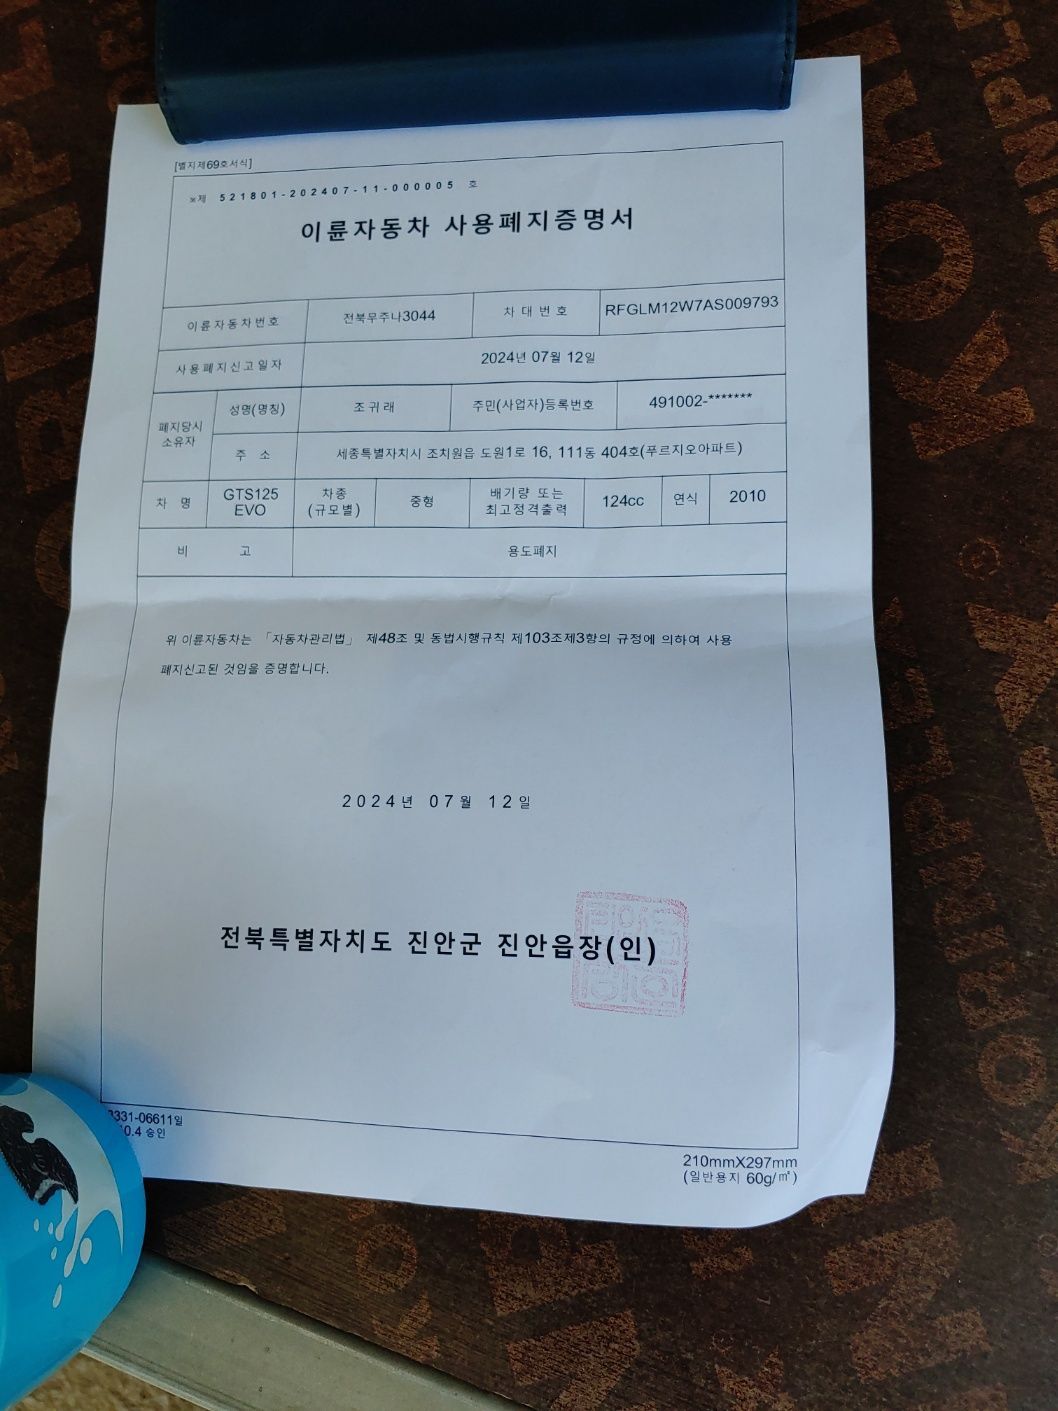 [별지제69호서식]
※제 521801-202407-11-000005 호
이륜자동차 사용폐지증명서
이륜자동차번호 전북무주나3044 차대번호 RFGLM12W7AS009793
사용폐지신고일자 2024년 07월 12일
폐지당시 소유자 성명(명칭) 조귀래 주민(사업자)등록번호 491002-*******
주 소 세종특별자치시 조치원읍 도원1로 16, 111동 404호(푸르지오아파트)
차 명 GTS125 EVO 차종 (규모별) 중형 배기량 또는 최고정격출력 124cc 연식 2010
비 고 용도폐지
위 이륜자동차는 「자동차관리법」 제48조 및 동법시행규칙 제103조제3항의 규정에 의하여 사용
폐지신고된 것임을 증명합니다.
2024년 07월 12일
전북특별자치도 진안군 진안읍장(인)
3331-06611일
0.4 승인
210mmX297mm
(일반용지 60g/㎡)